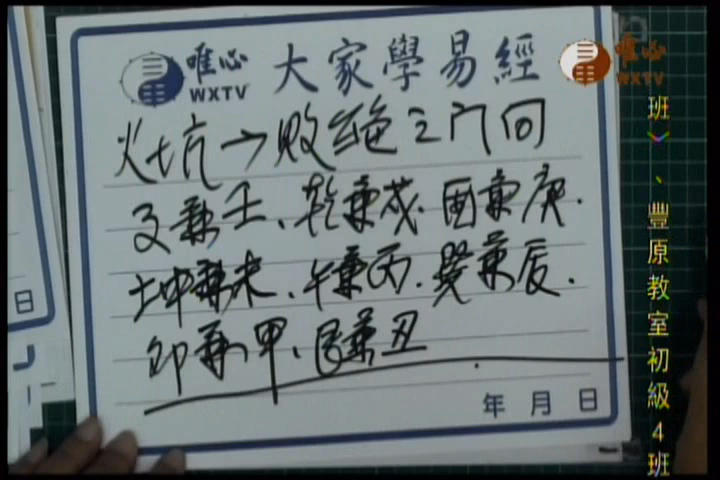 唯心 大家學易經
WXTV
唯心
WXTV
火坑→敗絕之门向
子兼壬、乾兼戌.酉兼庚.
坤兼未、午兼丙.巽兼辰.
卯兼甲、艮兼丑
年 月 日
日
班》、豐原教室初級4班